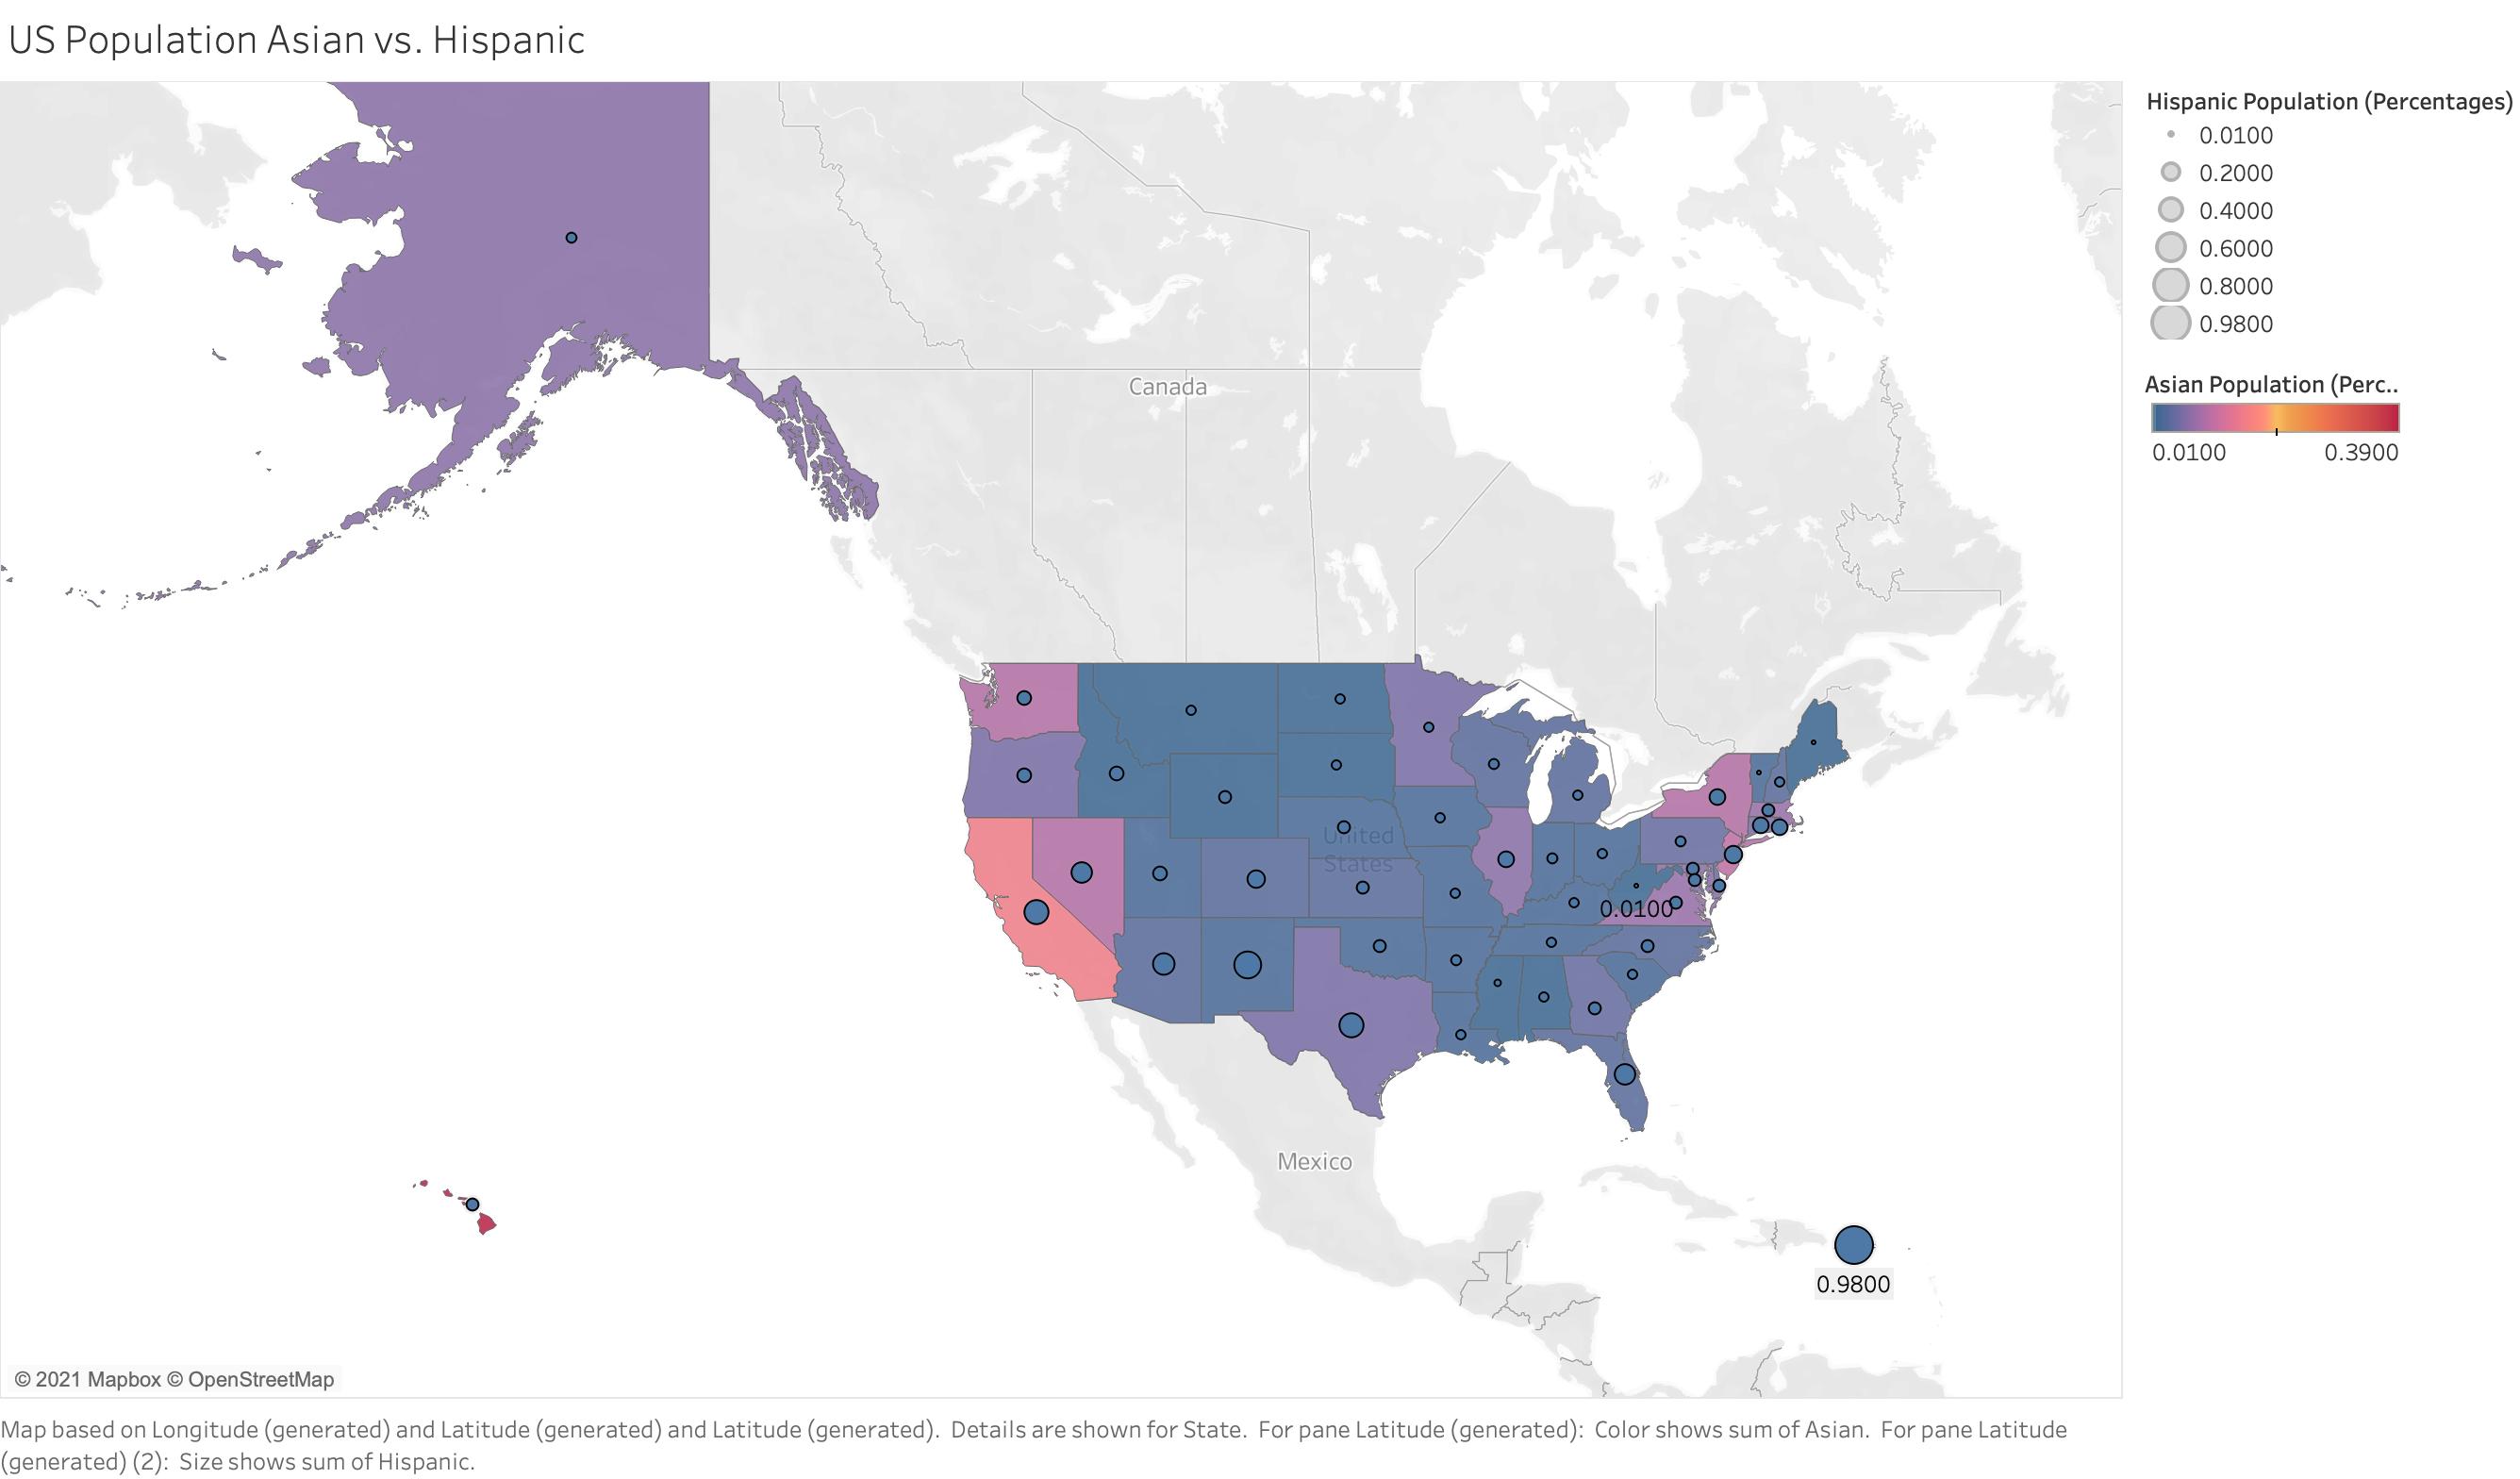 US Population Asian vs. Hispanic
Hispanic Population (Percentages)
0.0100
0.2000
0.4000
0.6000
0.8000
0.9800
Asian Population (Perc..
0.0100 0.3900
Canada
United
States
0.0100
Mexico
0.9800
© 2021 Mapbox © OpenStreetMap
Map based on Longitude (generated) and Latitude (generated) and Latitude (generated).  Details are shown for State.  For pane Latitude (generated):  Color shows sum of Asian.  For pane Latitude
(generated) (2):  Size shows sum of Hispanic.